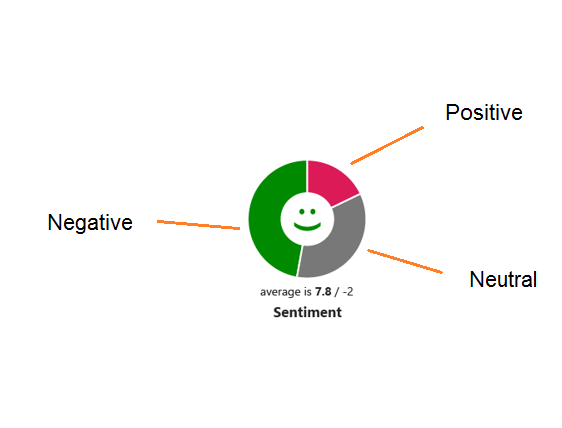 Positive
Negative
Neutral
average is 7.8 / -2
Sentiment